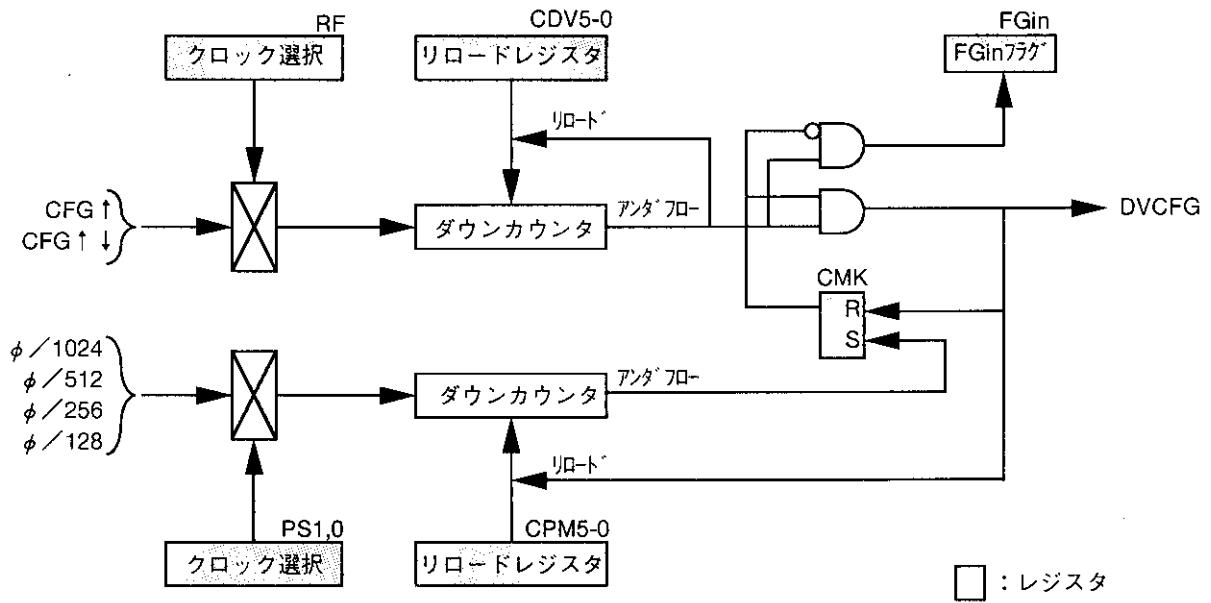 RF
クロック選択
CDV5-0
リロードレジスタ
FGin
FGinフラグ
リロード
CFG↑
CFG↑↓
ダウンカウンタ
アンダフロー
DVCFG
CMK
R
S
φ／1024
φ／512
φ／256
φ／128
ダウンカウンタ
アンダフロー
リロード
PS1,0
クロック選択
CPM5-0
リロードレジスタ
：レジスタ